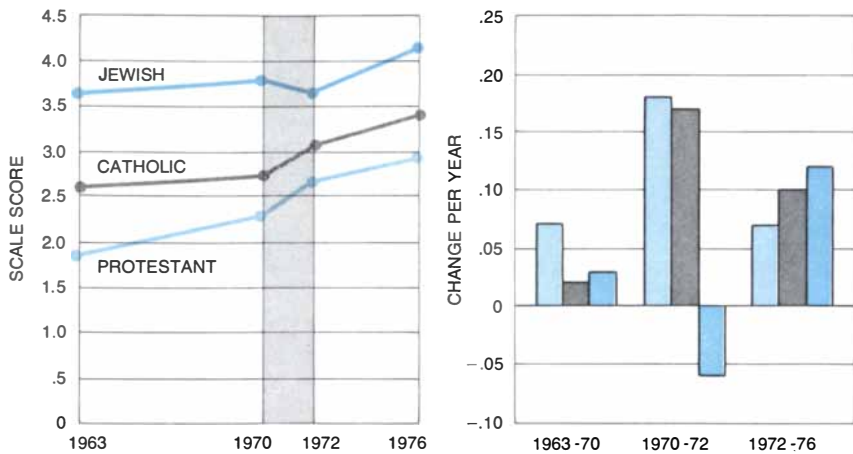 4.5
4.0
3.5
3.0
2.5
2.0
1.5
1.0
.5
0
SCALE SCORE
JEWISH
CATHOLIC
PROTESTANT
1963 1970 1972 1976
.25
.20
.15
.10
.05
0
-.05
-.10
CHANGE PER YEAR
1963-70 1970-72 1972-76